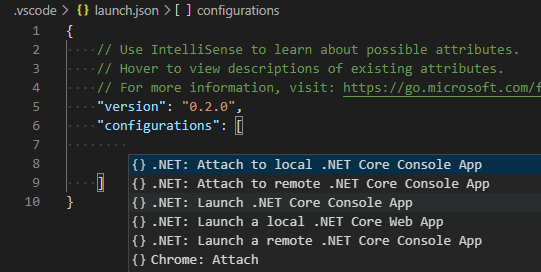 .vscode > {} launch.json > [ ] configurations
1 {
2 // Use IntelliSense to learn about possible attributes.
3 // Hover to view descriptions of existing attributes.
4 // For more information, visit: https://go.microsoft.com/f
5 "version": "0.2.0",
6 "configurations": [
7
8 {} .NET: Attach to local .NET Core Console App
{} .NET: Attach to remote .NET Core Console App
9 ] {} .NET: Launch .NET Core Console App
10 } {} .NET: Launch a local .NET Core Web App
{} .NET: Launch a remote .NET Core Console App
{} Chrome: Attach